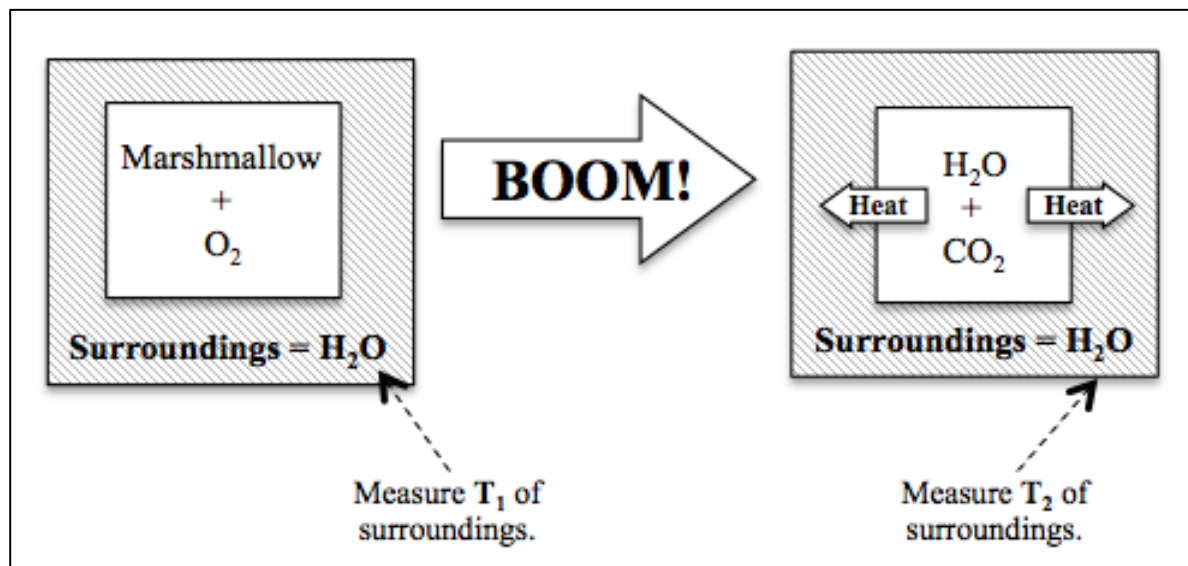 Marshmallow
+
O₂
Surroundings = H₂O
Measure T₁ of
surroundings.
BOOM!
H₂O
+
CO₂
Heat
Heat
Surroundings = H₂O
Measure T₂ of
surroundings.